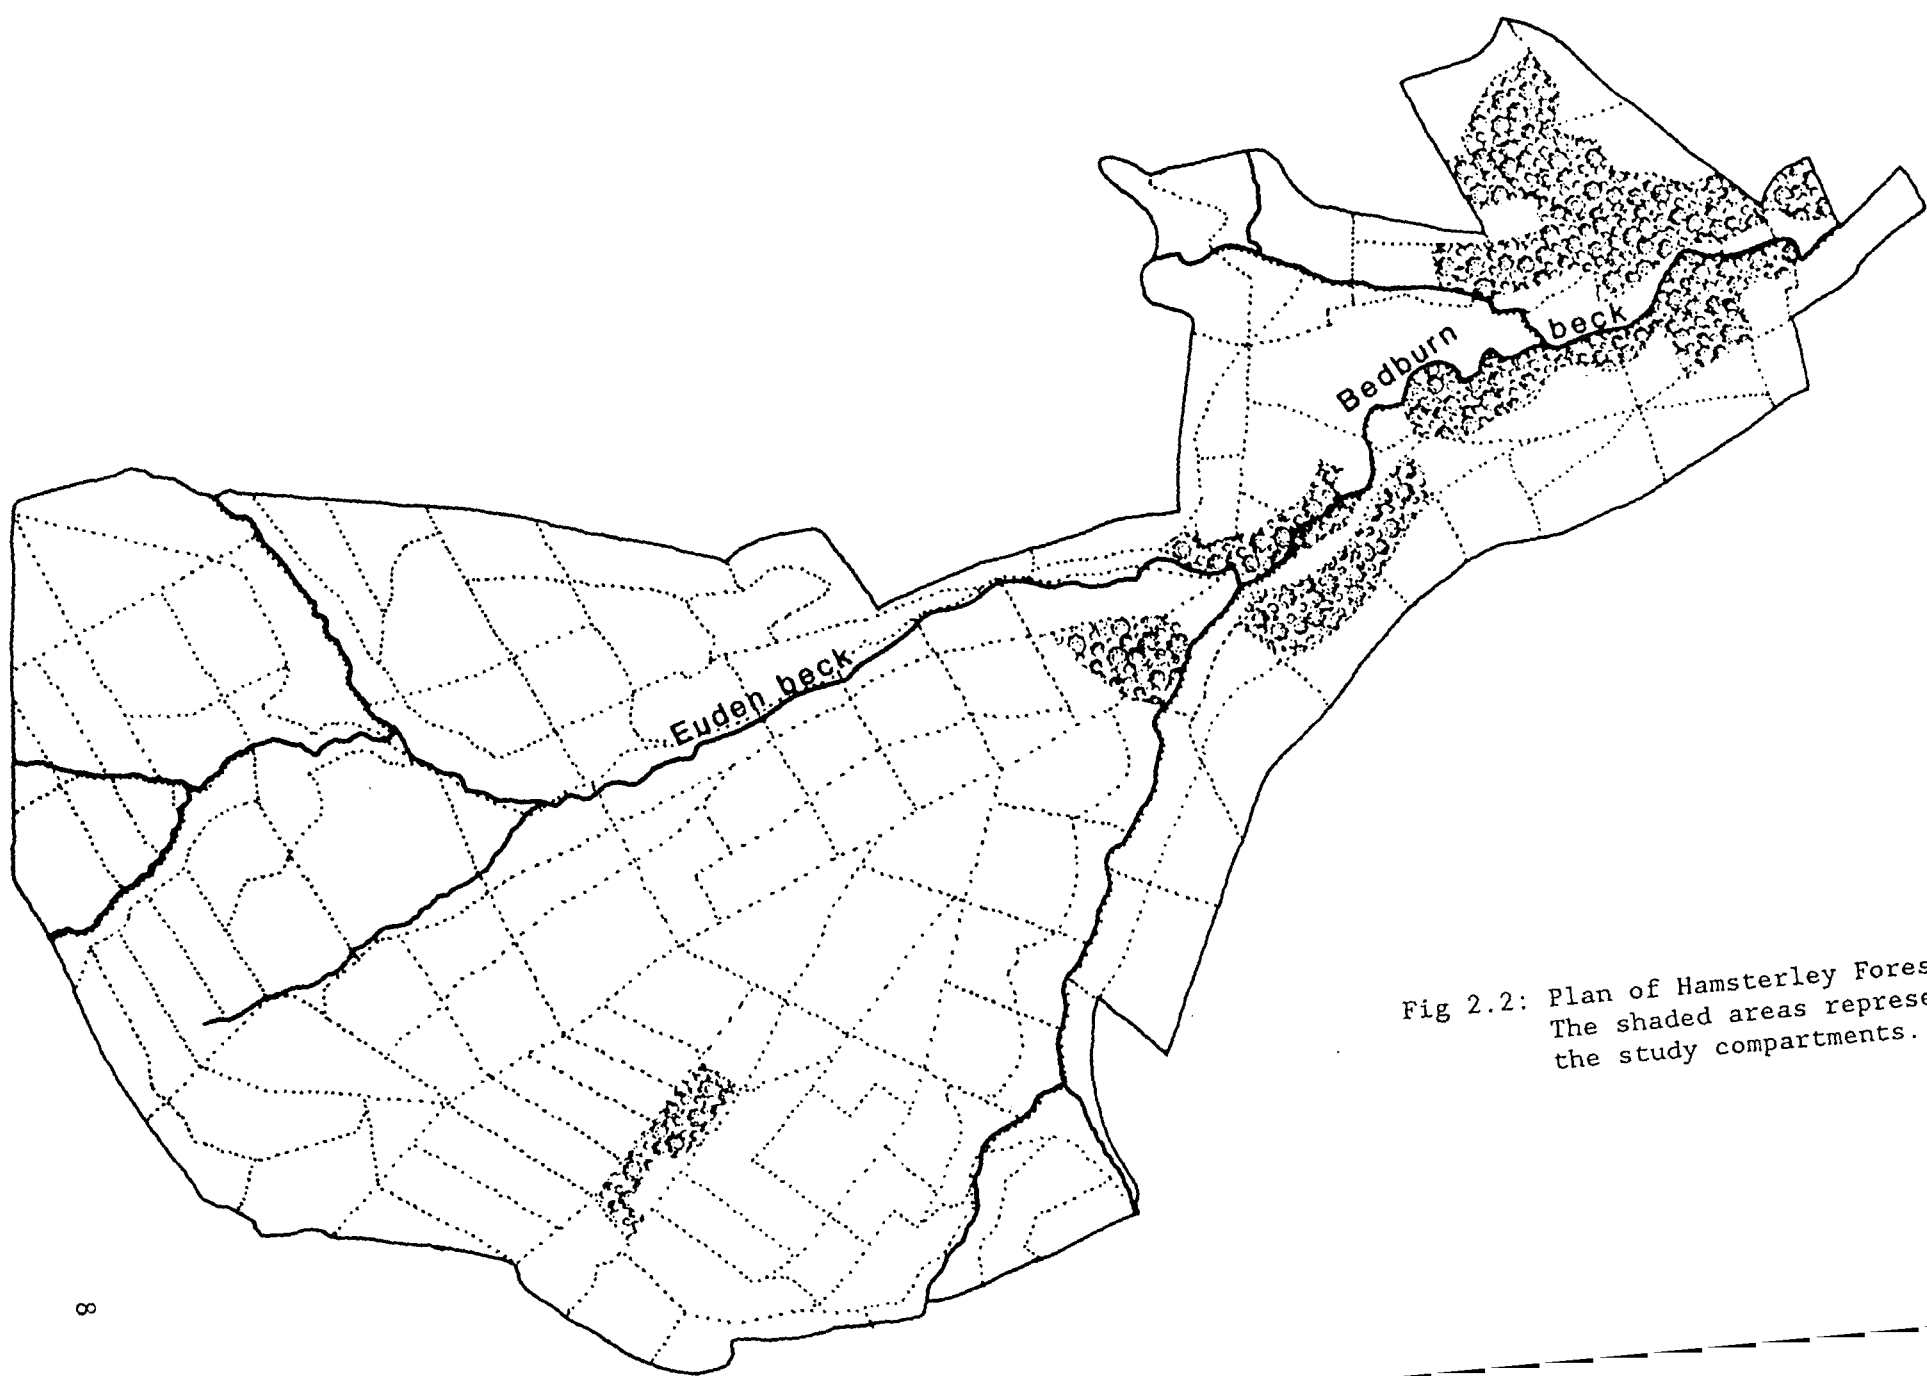 Bedburn beck
Euden beck
Fig 2.2: Plan of Hamsterley Fores
The shaded areas represe
the study compartments.
8